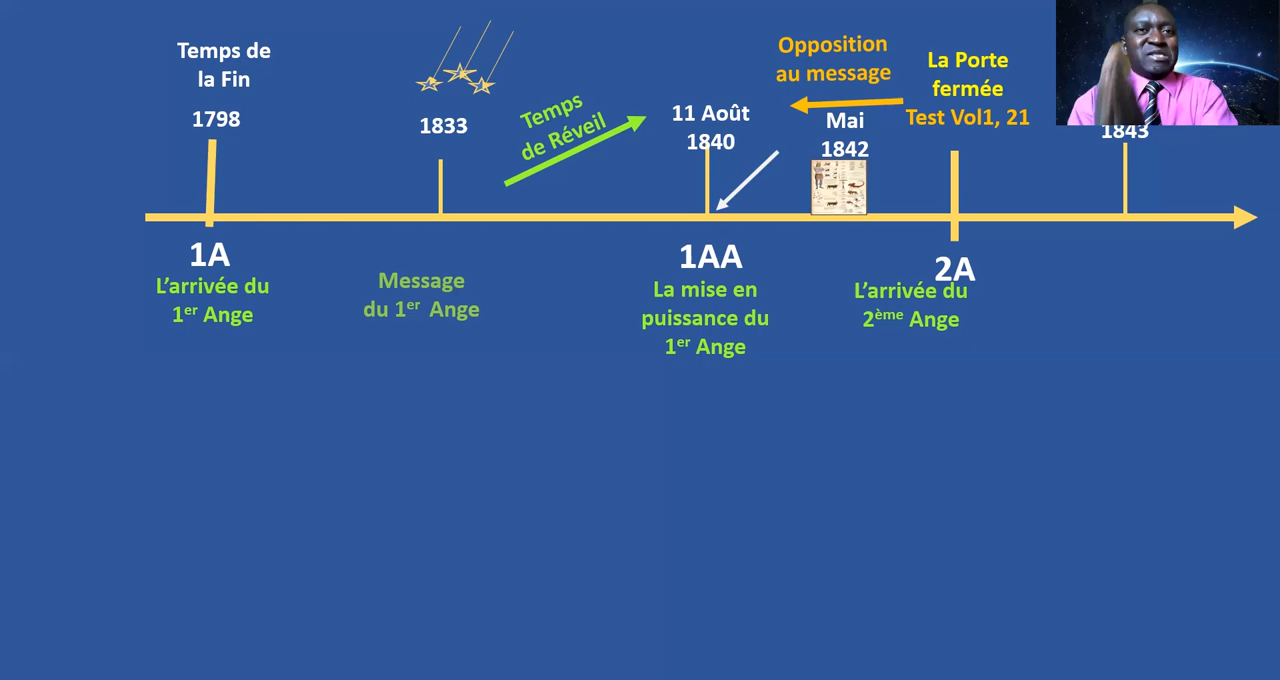 Temps de
la Fin
1798
1833
Temps
de Réveil
11 Août
1840
Opposition
au message
Mai
1842
La Porte
fermée
Test Vol1, 21
1843
1A
L’arrivée du
1er Ange
Message
du 1er Ange
1AA
La mise en
puissance du
1er Ange
2A
L’arrivée du
2ème Ange